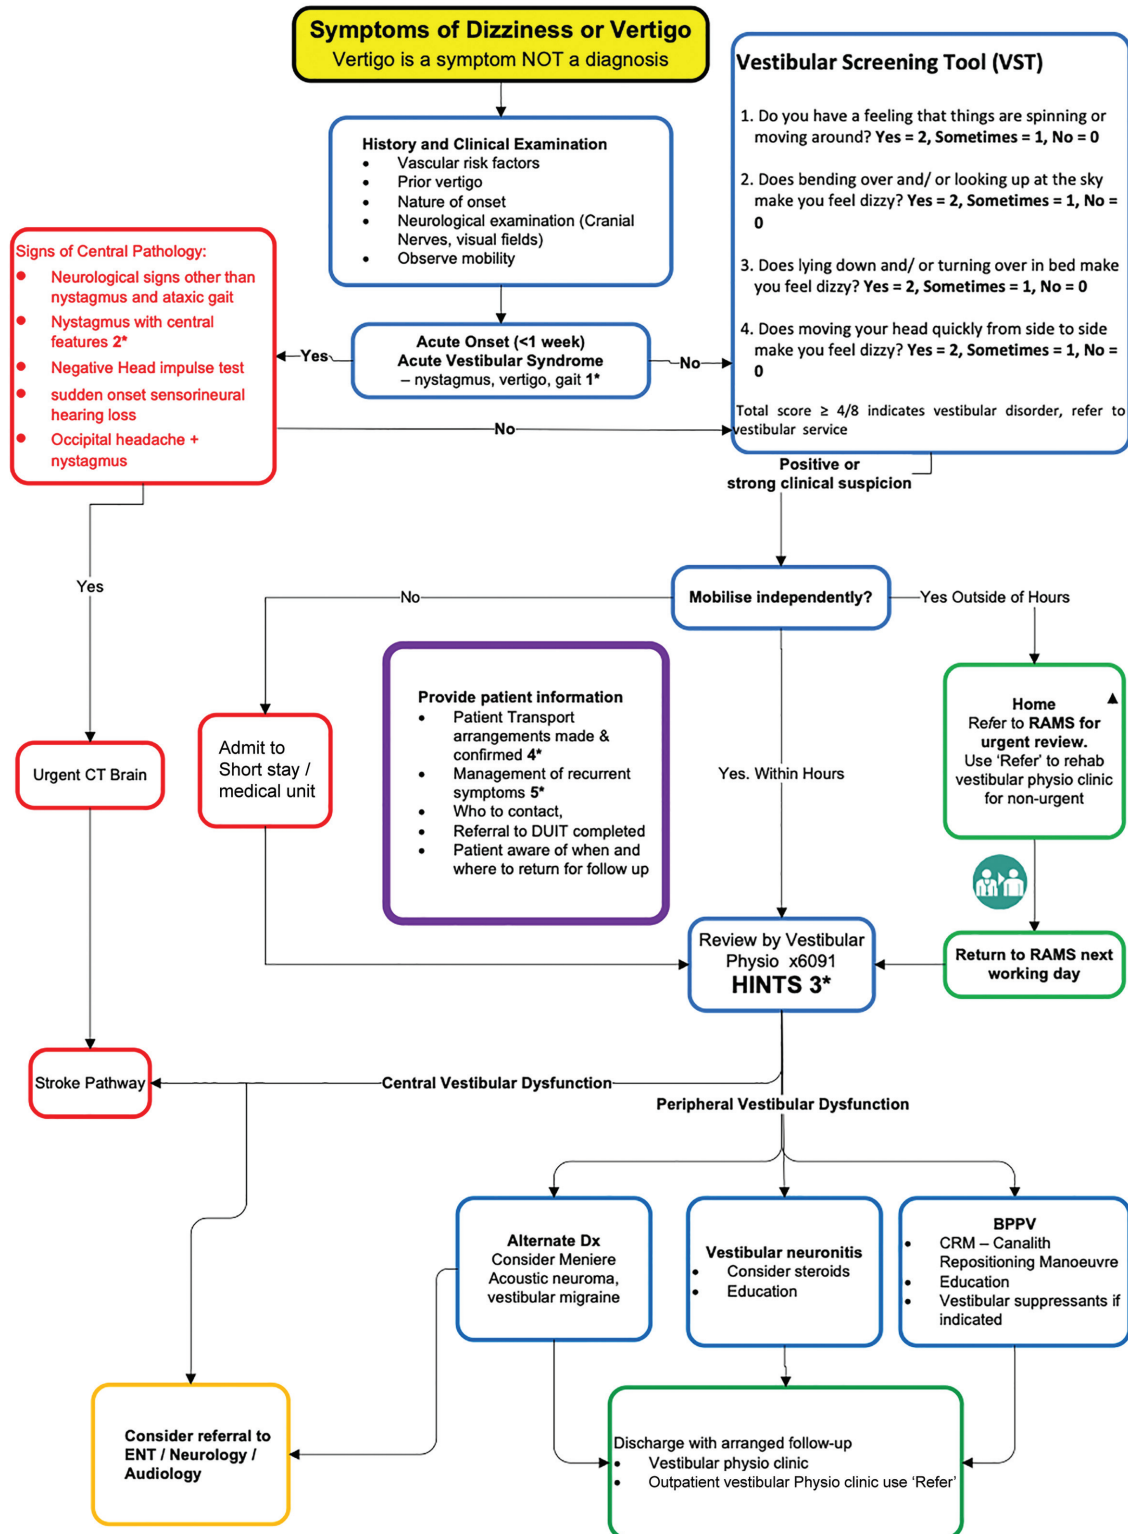 Symptoms of Dizziness or Vertigo
Vertigo is a symptom NOT a diagnosis
Vestibular Screening Tool (VST)
1. Do you have a feeling that things are spinning or
moving around? Yes = 2, Sometimes = 1, No = 0
2. Does bending over and/ or looking up at the sky
make you feel dizzy? Yes = 2, Sometimes = 1, No =
0
3. Does lying down and/ or turning over in bed make
you feel dizzy? Yes = 2, Sometimes = 1, No = 0
4. Does moving your head quickly from side to side
make you feel dizzy? Yes = 2, Sometimes = 1, No =
0
Total score ≥ 4/8 indicates vestibular disorder, refer to
vestibular service
History and Clinical Examination
• Vascular risk factors
• Prior vertigo
• Nature of onset
• Neurological examination (Cranial
Nerves, visual fields)
• Observe mobility
Signs of Central Pathology:
• Neurological signs other than
nystagmus and ataxic gait
• Nystagmus with central
features 2*
• Negative Head impulse test
• sudden onset sensorineural
hearing loss
• Occipital headache +
nystagmus
Yes
Acute Onset (<1 week)
Acute Vestibular Syndrome
– nystagmus, vertigo, gait 1*
No
No
Positive or
strong clinical suspicion
Yes
No
Mobilise independently?
Yes Outside of Hours
Provide patient information
• Patient Transport
arrangements made &
confirmed 4*
• Management of recurrent
symptoms 5*
• Who to contact,
• Referral to DUIT completed
• Patient aware of when and
where to return for follow up
Home
Refer to RAMS for
urgent review.
Use ‘Refer’ to rehab
vestibular physio clinic
for non-urgent
Urgent CT Brain
Admit to
Short stay /
medical unit
Yes. Within Hours
Review by Vestibular
Physio x6091
HINTS 3*
Return to RAMS next
working day
Stroke Pathway
Central Vestibular Dysfunction
Peripheral Vestibular Dysfunction
Alternate Dx
Consider Meniere
Acoustic neuroma,
vestibular migraine
Vestibular neuronitis
• Consider steroids
• Education
BPPV
• CRM – Canalith
Repositioning Manoeuvre
• Education
• Vestibular suppressants if
indicated
Consider referral to
ENT / Neurology /
Audiology
Discharge with arranged follow-up
• Vestibular physio clinic
• Outpatient vestibular Physio clinic use ‘Refer’